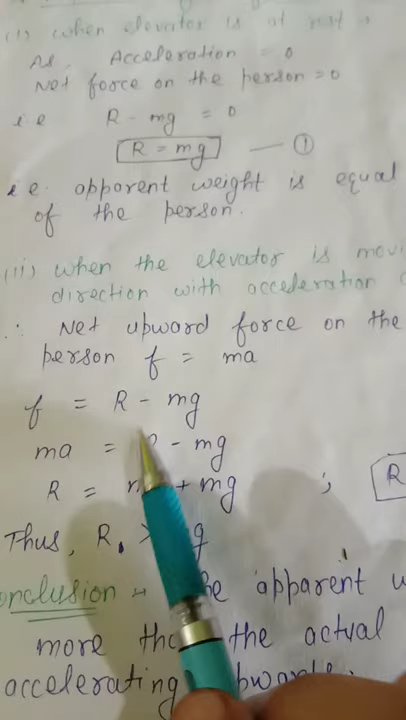 (i) when elevator is at rest
As, Acceleration = 0
Net force on the person = 0
i.e R - mg = 0
R = mg — ①
i.e. apparent weight is equal
of the person.
(ii) when the elevator is movi
direction with acceleration
∴ Net upward force on the
person f = ma
f = R - mg
ma = - mg
R = + mg ; R
Thus, R >
onclusion :- apparent
more the actual
accelerating